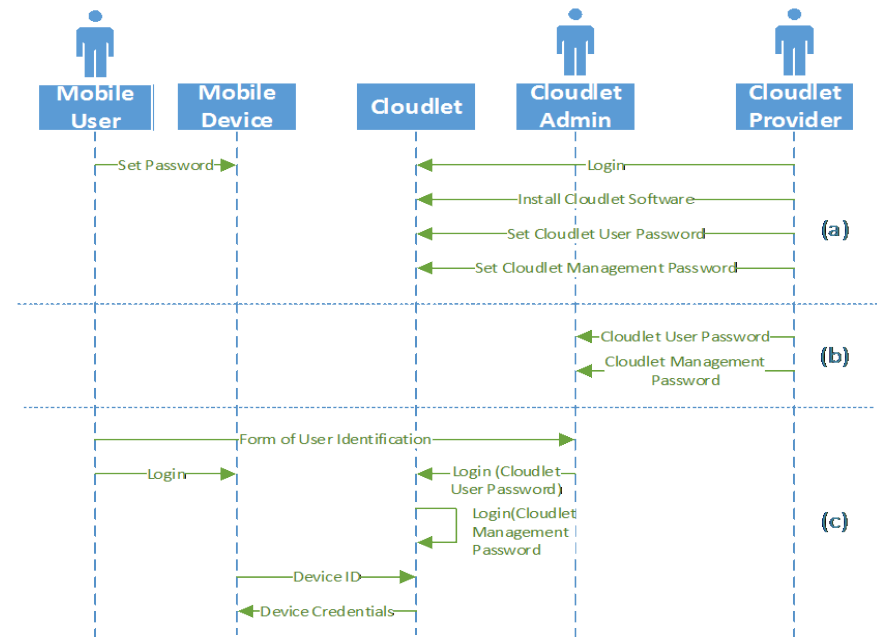 Mobile
User
Mobile
Device
Cloudlet
Cloudlet
Admin
Cloudlet
Provider
Set Password
Login
Install Cloudlet Software
Set Cloudlet User Password
(a)
Set Cloudlet Management Password
Cloudlet User Password
(b)
Cloudlet Management
Password
Form of User Identification
Login
Login (Cloudlet
User Password)
Login(Cloudlet
Management
Password
(c)
Device ID
Device Credentials